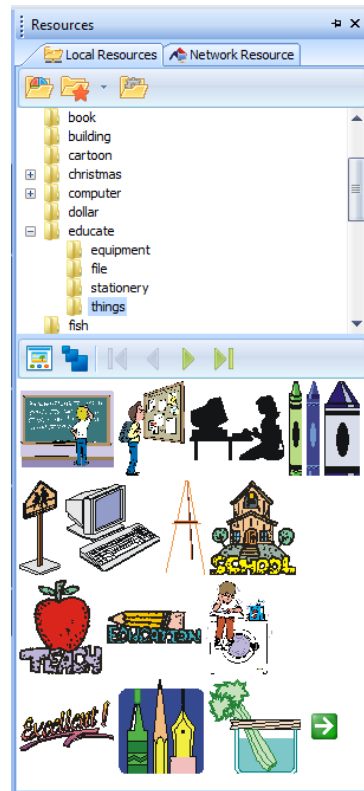 Resources
Local Resources Network Resource
book
building
cartoon
christmas
computer
dollar
educate
equipment
file
stationery
things
fish
SCHOOL
TEACH
EDUCATION
Excellent!